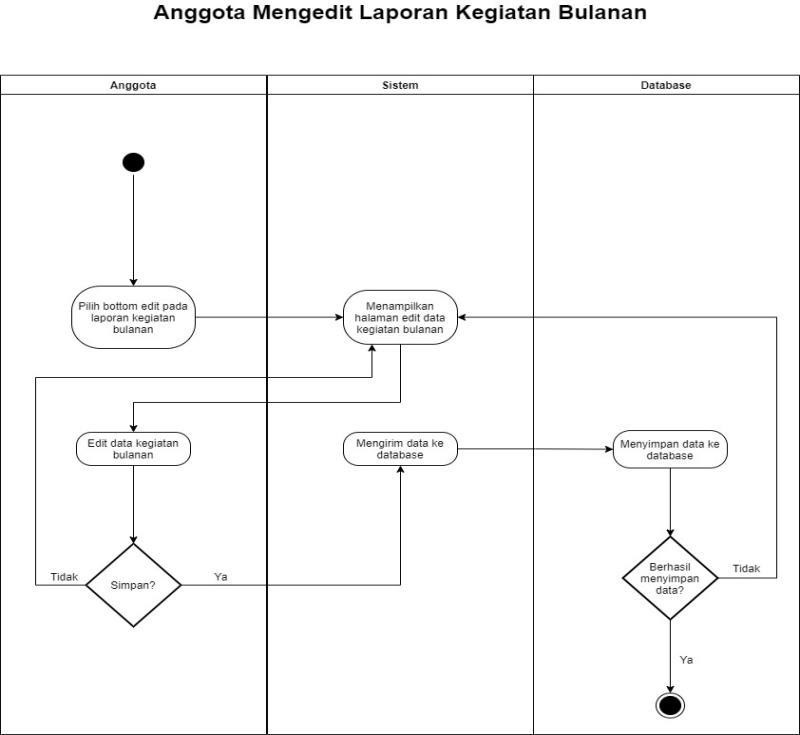 Anggota Mengedit Laporan Kegiatan Bulanan
Anggota
Sistem
Database
Pilih bottom edit pada
laporan kegiatan
bulanan
Menampilkan
halaman edit data
kegiatan bulanan
Edit data kegiatan
bulanan
Mengirim data ke
database
Menyimpan data ke
database
Tidak
Simpan?
Ya
Berhasil
menyimpan
data?
Tidak
Ya